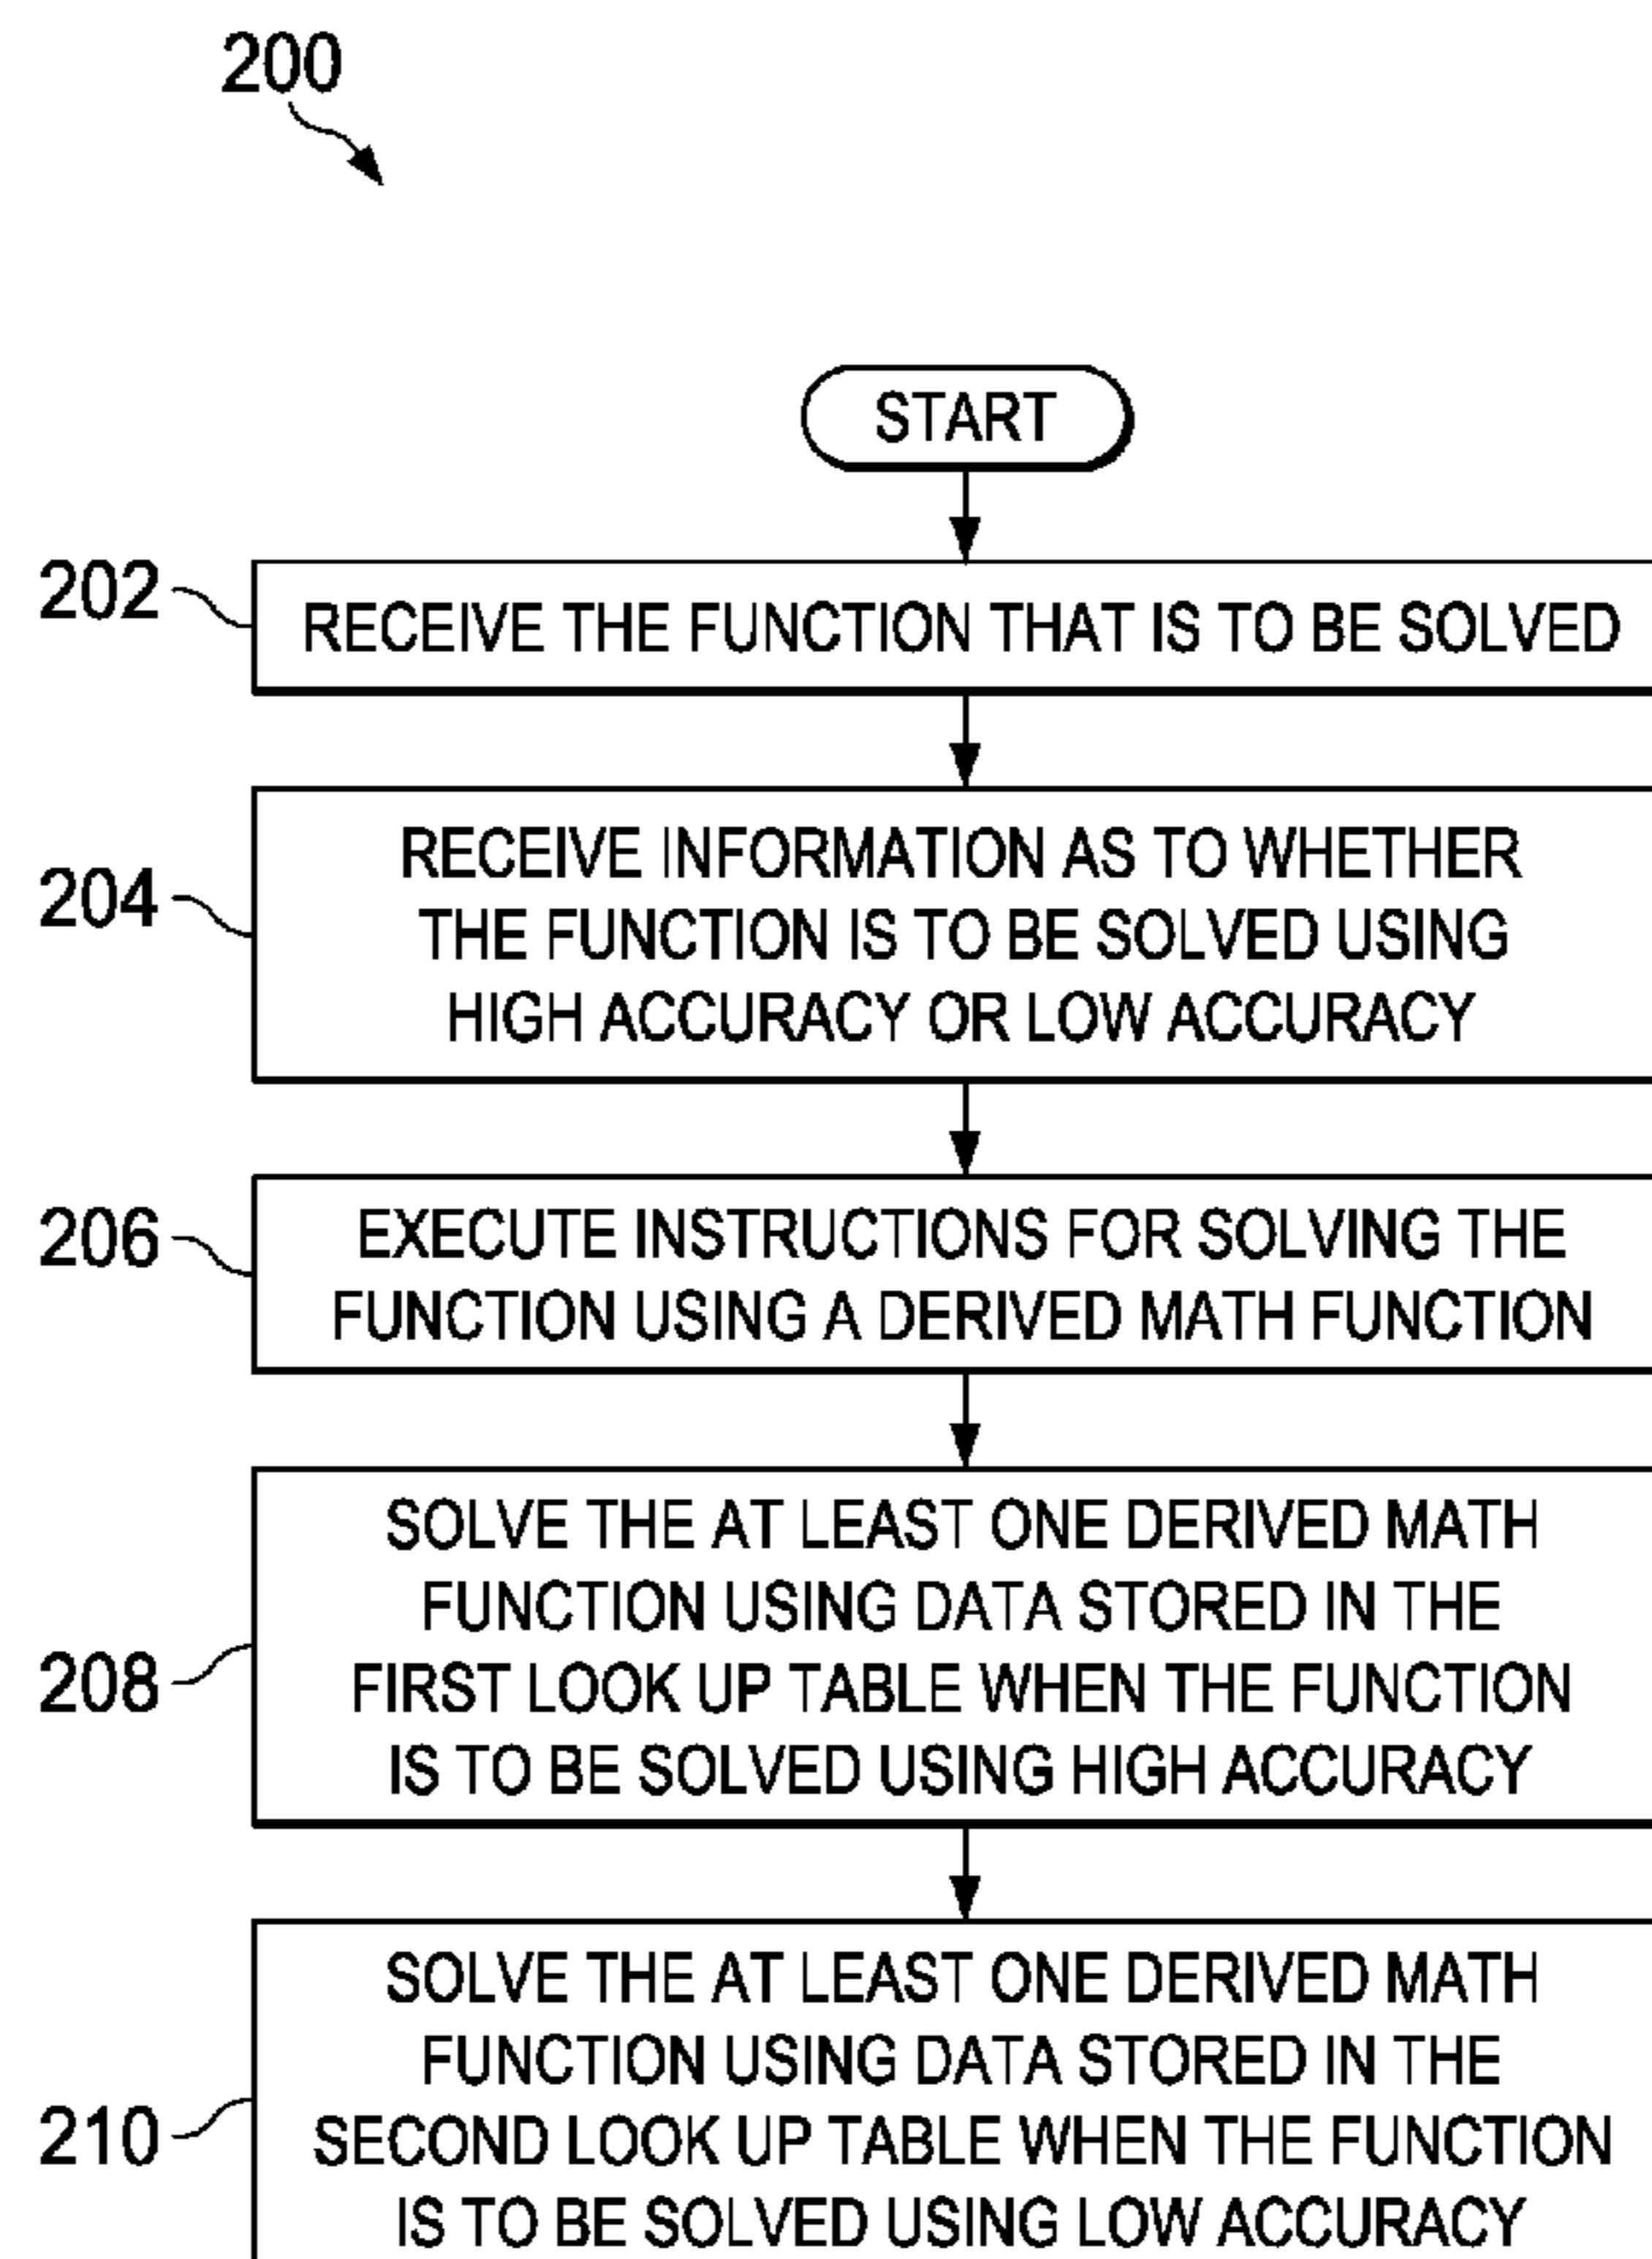 200
START
202
RECEIVE THE FUNCTION THAT IS TO BE SOLVED
204
RECEIVE INFORMATION AS TO WHETHER
THE FUNCTION IS TO BE SOLVED USING
HIGH ACCURACY OR LOW ACCURACY
206
EXECUTE INSTRUCTIONS FOR SOLVING THE
FUNCTION USING A DERIVED MATH FUNCTION
208
SOLVE THE AT LEAST ONE DERIVED MATH
FUNCTION USING DATA STORED IN THE
FIRST LOOK UP TABLE WHEN THE FUNCTION
IS TO BE SOLVED USING HIGH ACCURACY
210
SOLVE THE AT LEAST ONE DERIVED MATH
FUNCTION USING DATA STORED IN THE
SECOND LOOK UP TABLE WHEN THE FUNCTION
IS TO BE SOLVED USING LOW ACCURACY